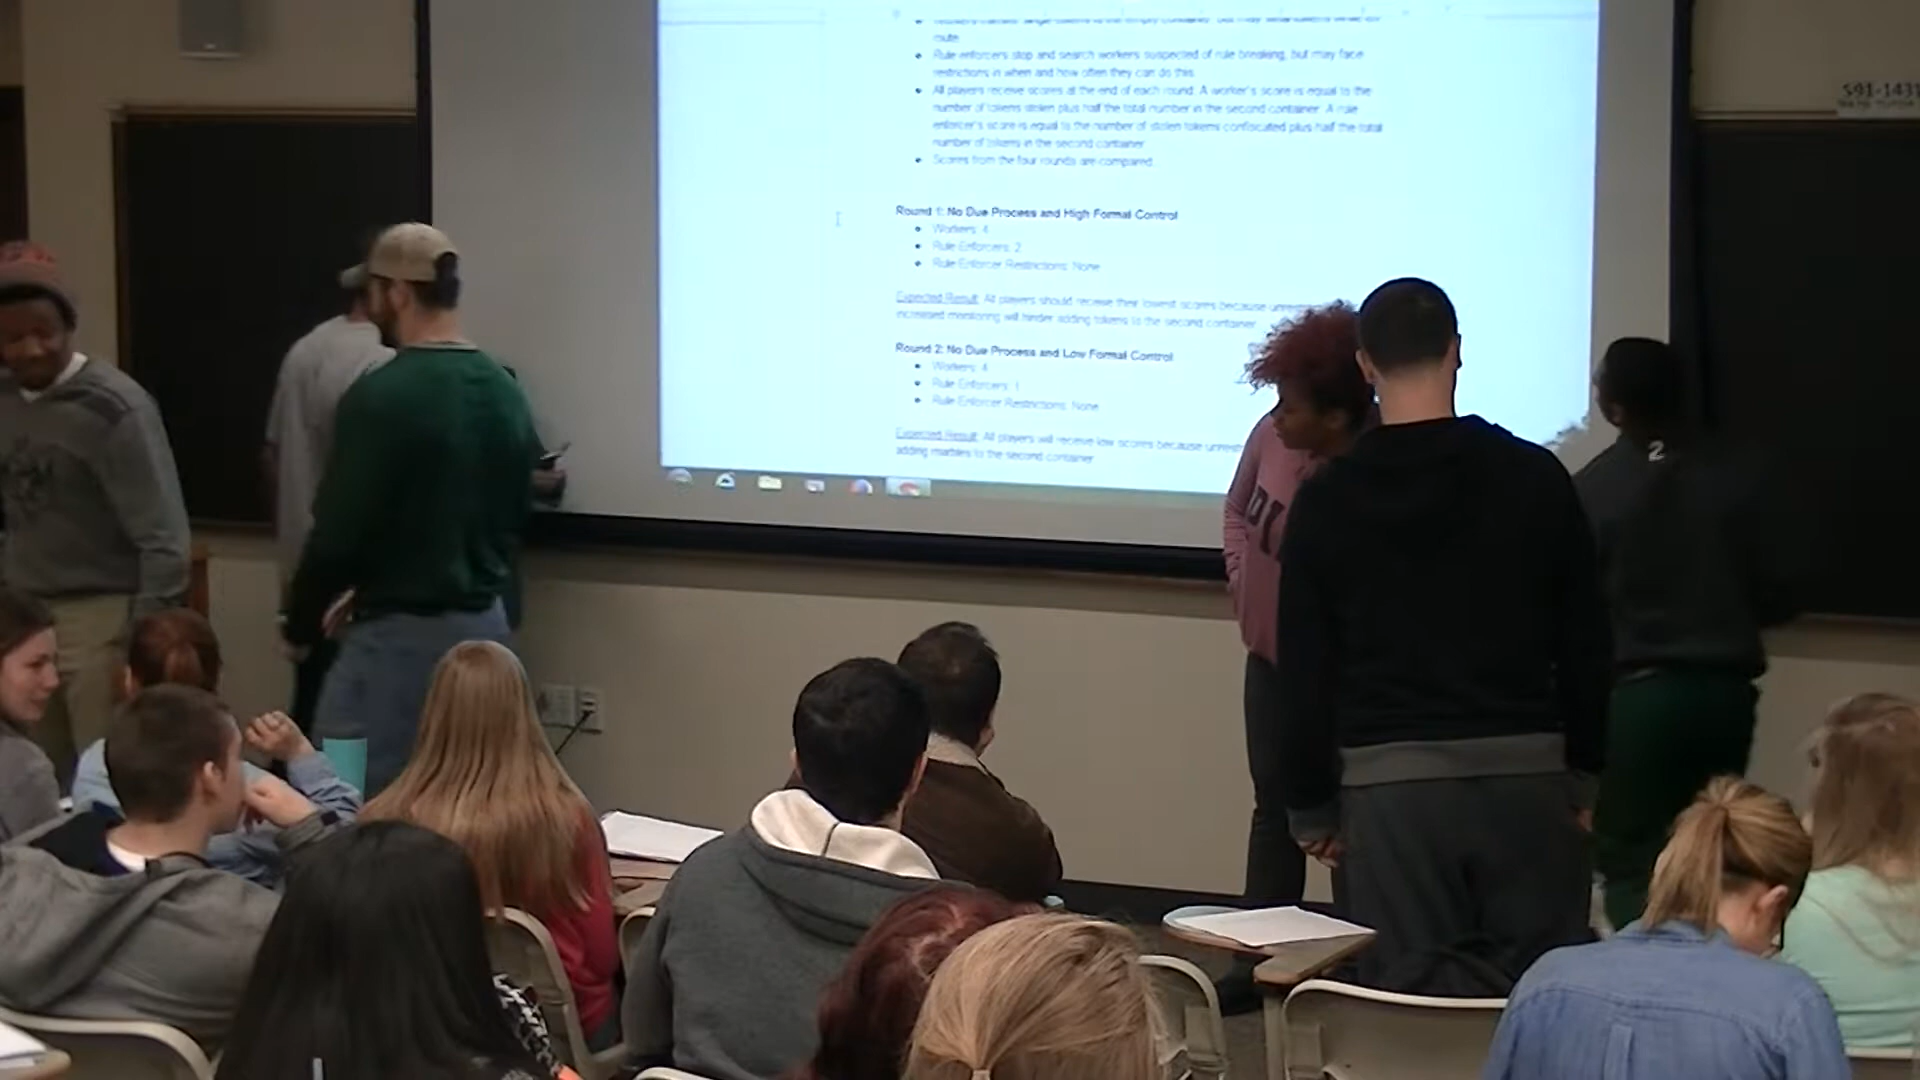 route.
Rule enforcers stop and search workers suspected of rule breaking, but may face
restrictions in when and how often they can do this.
All players receive scores at the end of each round. A worker's score is equal to the
number of tokens stolen plus half the total number in the second container. A rule
enforcer's score is equal to the number of stolen tokens confiscated plus half the total
number of tokens in the second container.
Scores from the four rounds are compared.
Round 1: No Due Process and High Formal Control
Workers: 4
Rule Enforcers: 2
Rule Enforcer Restrictions: None
Expected Result: All players should receive their lowest scores because
increased monitoring will hinder adding tokens to the second container.
Round 2: No Due Process and Low Formal Control
Workers: 4
Rule Enforcers: 1
Rule Enforcer Restrictions: None
Expected Result: All players will receive low scores because
adding marbles to the second container.
2